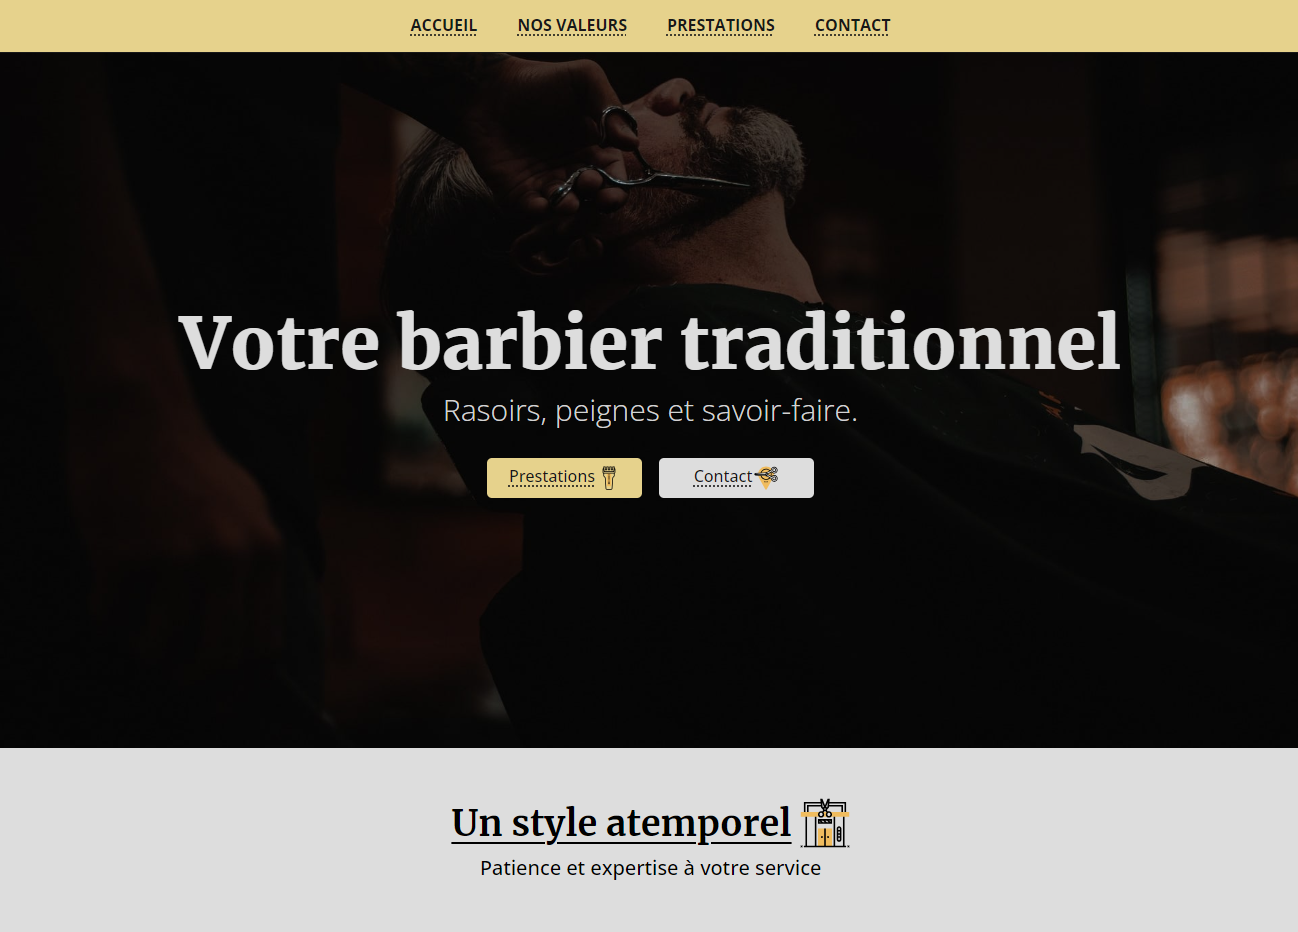 ACCUEIL NOS VALEURS PRESTATIONS CONTACT
Votre barbier traditionnel
Rasoirs, peignes et savoir-faire.
Prestations Contact
Un style atemporel
Patience et expertise à votre service